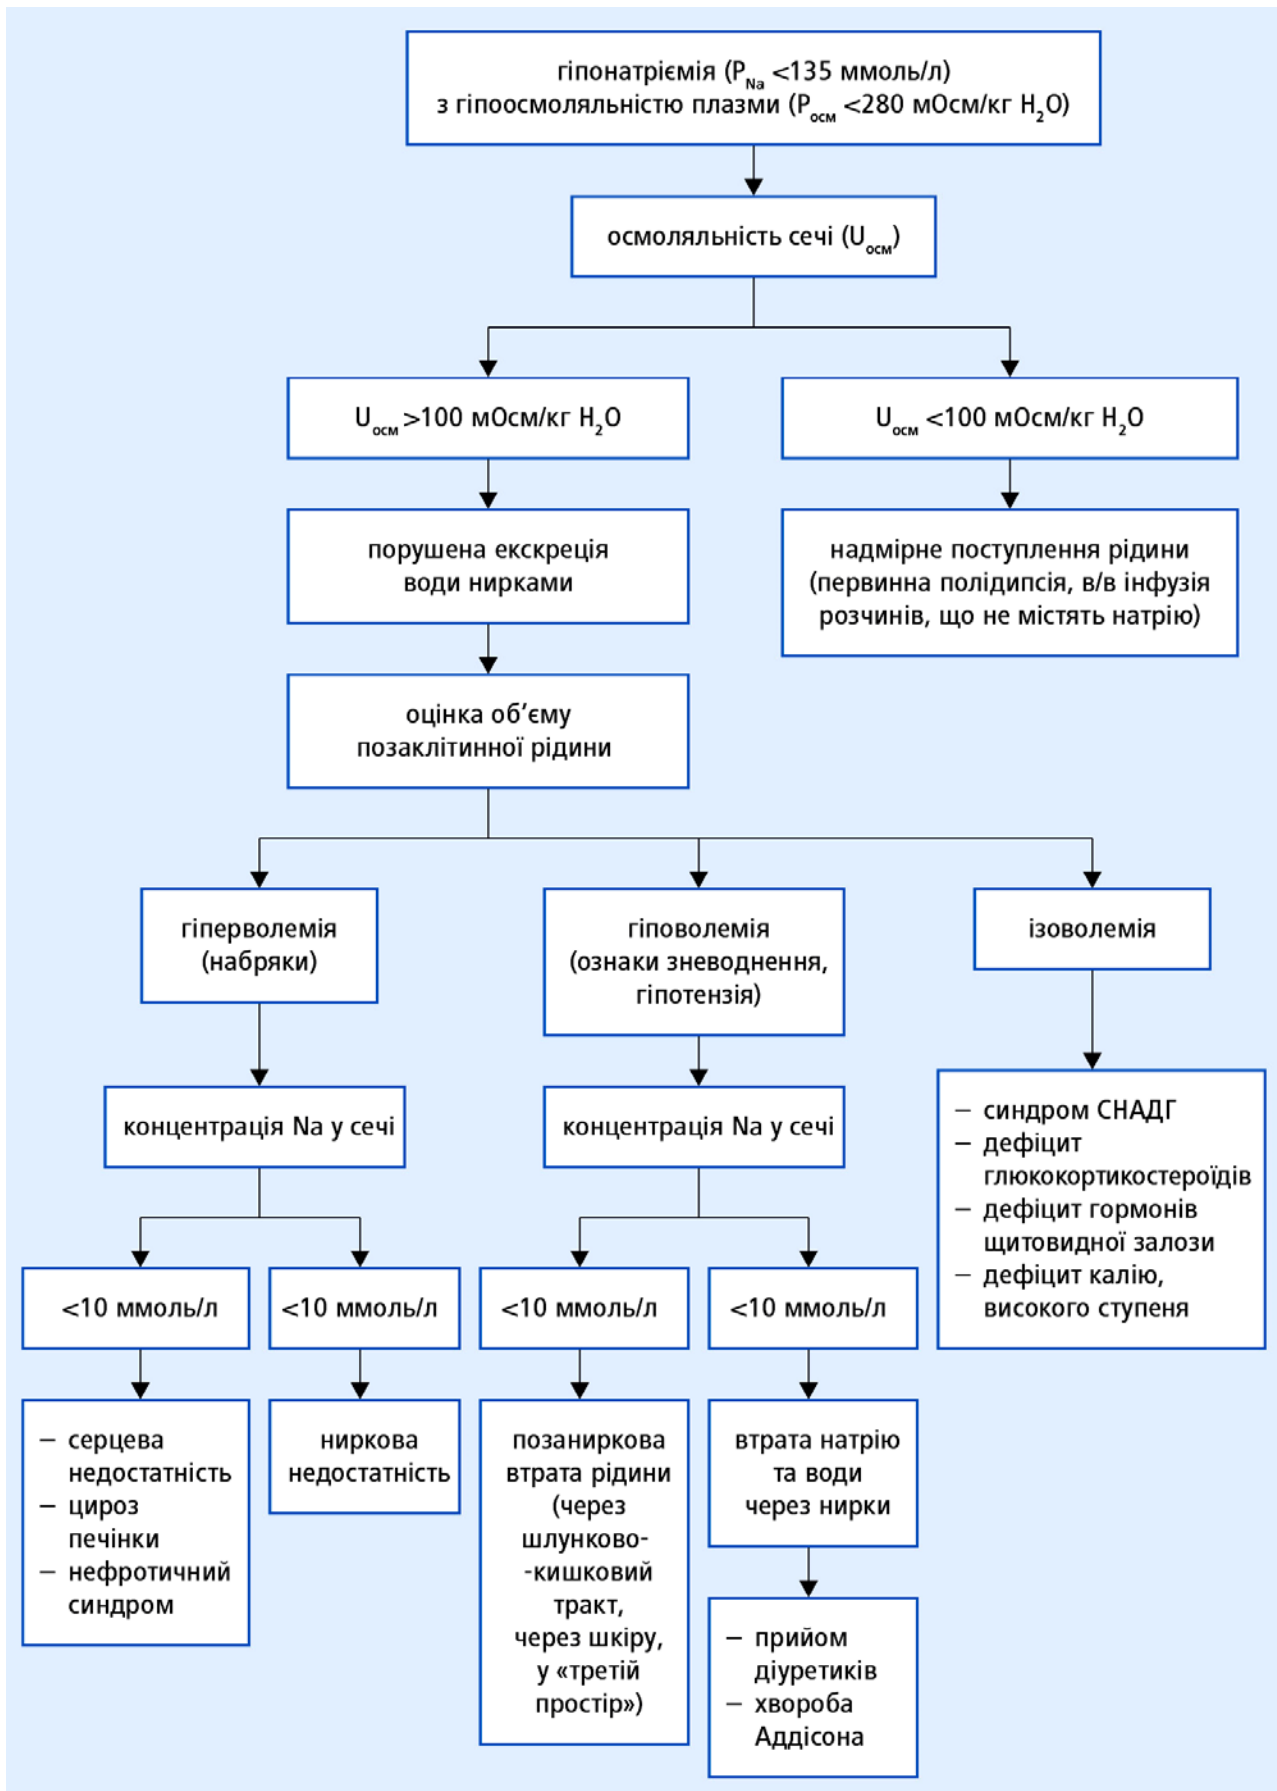 гіпонатріємія (P_Na <135 ммоль/л)
з гіпоосмоляльністю плазми (P_осм <280 мОсм/кг H₂O)
осмоляльність сечі (U_осм)
U_осм >100 мОсм/кг H₂O
U_осм <100 мОсм/кг H₂O
порушена екскреція
води нирками
надмірне поступлення рідини
(первинна полідипсія, в/в інфузія
розчинів, що не містять натрію)
оцінка об’єму
позаклітинної рідини
гіперволемія
(набряки)
гіповолемія
(ознаки зневоднення,
гіпотензія)
ізоволемія
концентрація Na у сечі
концентрація Na у сечі
– синдром СНАДГ
– дефіцит
глюкокортикостероїдів
– дефіцит гормонів
щитовидної залози
– дефіцит калію,
високого ступеня
<10 ммоль/л
<10 ммоль/л
<10 ммоль/л
<10 ммоль/л
– серцева
недостатність
– цироз
печінки
– нефротичний
синдром
ниркова
недостатність
позаниркова
втрата рідини
(через
шлунково-
-кишковий
тракт,
через шкіру,
у «третій
простір»)
втрата натрію
та води
через нирки
– прийом
діуретиків
– хвороба
Аддісона